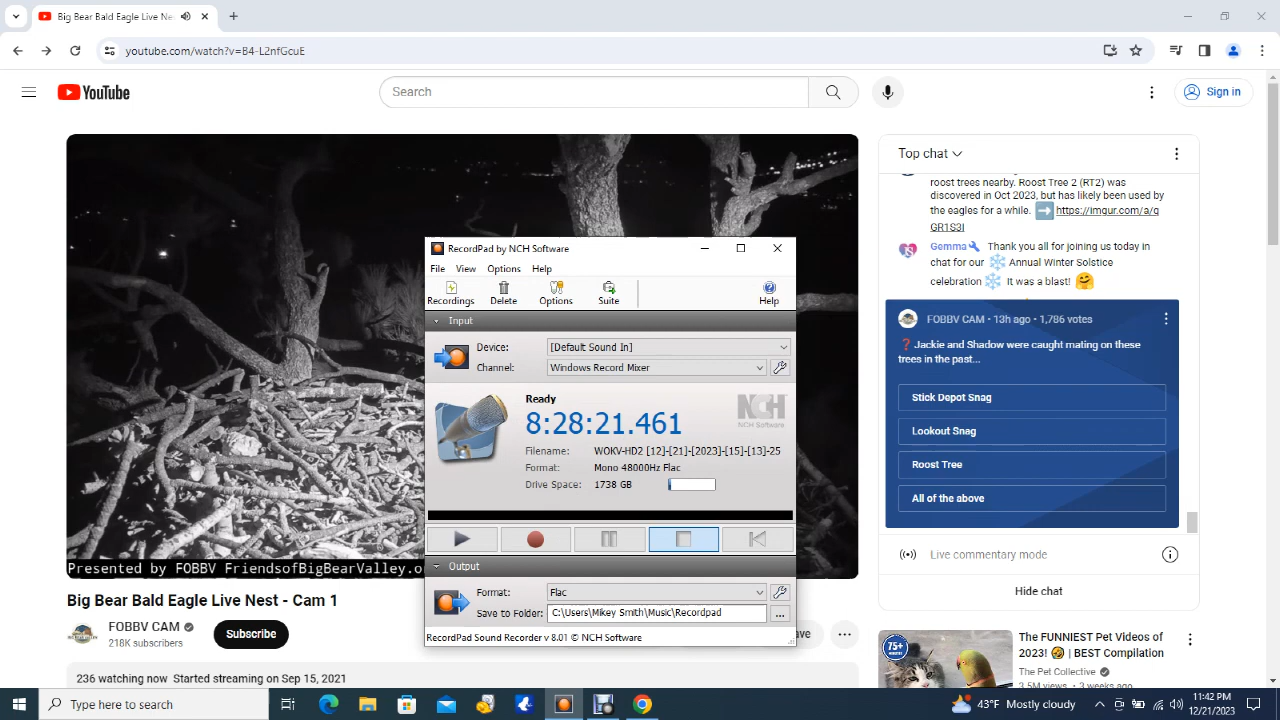 Big Bear Bald Eagle Live Ne
youtube.com/watch?v=B4-L2nfGcuE
YouTube
Search
Sign in
Top chat
roost trees nearby. Roost Tree 2 (RT2) was
discovered in Oct 2023, but has likely been used by
the eagles for a while. ➡️ https://imgur.com/a/q
GR1S3I
Gemma🔧 Thank you all for joining us today in
chat for our ❄️ Annual Winter Solstice
celebration ❄️ It was a blast! 🤗
FOBBV CAM • 13h ago • 1,786 votes
❓Jackie and Shadow were caught mating on these
trees in the past...
Stick Depot Snag
Lookout Snag
Roost Tree
All of the above
Live commentary mode
Hide chat
RecordPad by NCH Software
File View Options Help
Recordings Delete Options Suite Help
Input
Device: [Default Sound In]
Channel: Windows Record Mixer
Ready
8:28:21.461
NCH
NCH Software
Filename: WOKV-HD2 [12]-[21]-[2023]-[15]-[13]-25
Format: Mono 48000Hz Flac
Drive Space: 1738 GB
Output
Format: Flac
Save to Folder: C:\Users\Mikey Smith\Music\Recordpad
...
RecordPad Sound Recorder v 8.01 © NCH Software
Presented by FOBBV FriendsofBigBearValley.o
Big Bear Bald Eagle Live Nest - Cam 1
FOBBV CAM
218K subscribers
Subscribe
ave
236 watching now Started streaming on Sep 15, 2021
75+
MINUTES
The FUNNIEST Pet Videos of
2023! 🤣 | BEST Compilation
The Pet Collective
3.5M views • 3 weeks ago
Type here to search
43°F Mostly cloudy
11:42 PM
12/21/2023